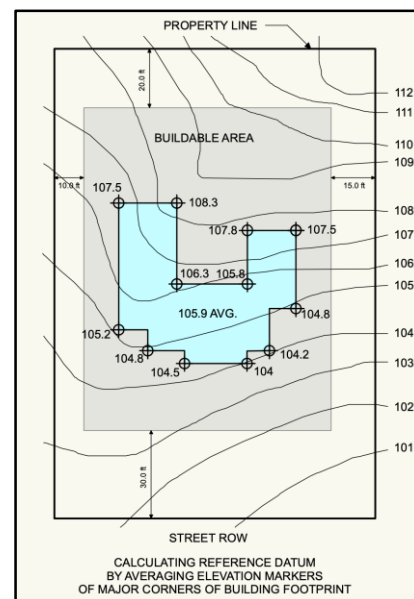 PROPERTY LINE
20.0 ft
112
111
BUILDABLE AREA
110
109
10.0 ft
15.0 ft
107.5
108.3
108
107.8
107.5
107
106.3
105.8
106
105
105.9 AVG.
104.8
105.2
104
104.8
104.2
104.5
104
103
102
30.0 ft
101
STREET ROW
CALCULATING REFERENCE DATUM
BY AVERAGING ELEVATION MARKERS
OF MAJOR CORNERS OF BUILDING FOOTPRINT